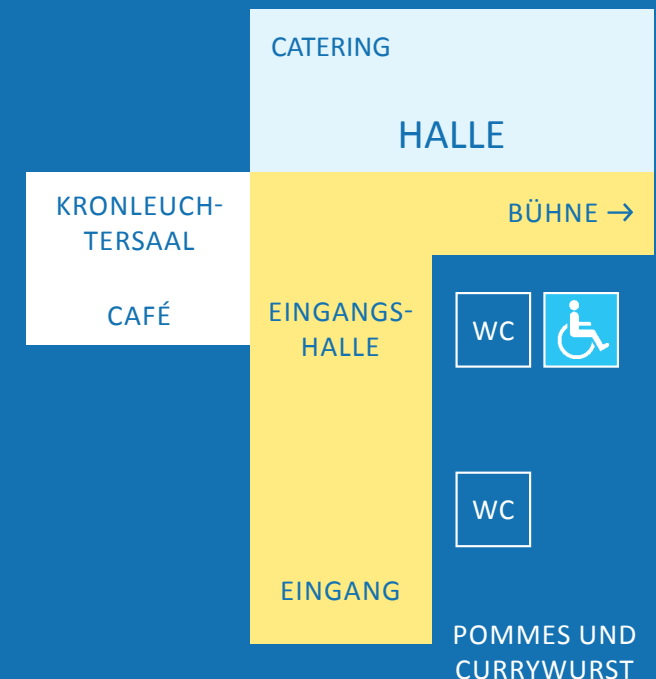 CATERING
HALLE
KRONLEUCH-
TERSAAL
CAFÉ
BÜHNE →
EINGANGS-
HALLE
WC
WC
EINGANG
POMMES UND
CURRYWURST